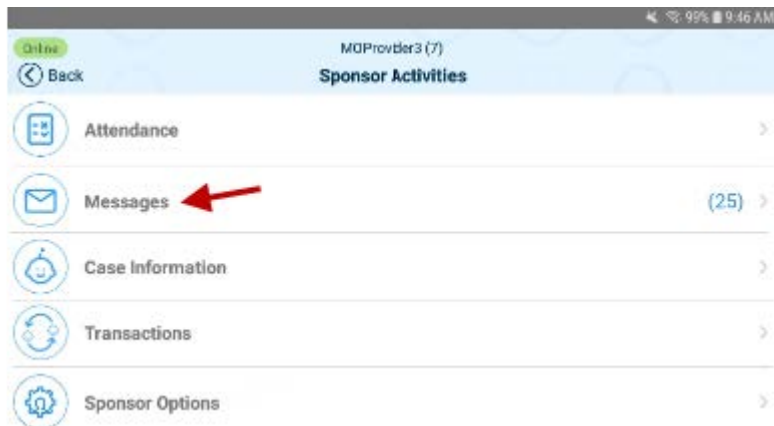 99% 9:46 AM
Online
MOProvider3 (7)
Back
Sponsor Activities
Attendance
Messages
(25)
Case Information
Transactions
Sponsor Options